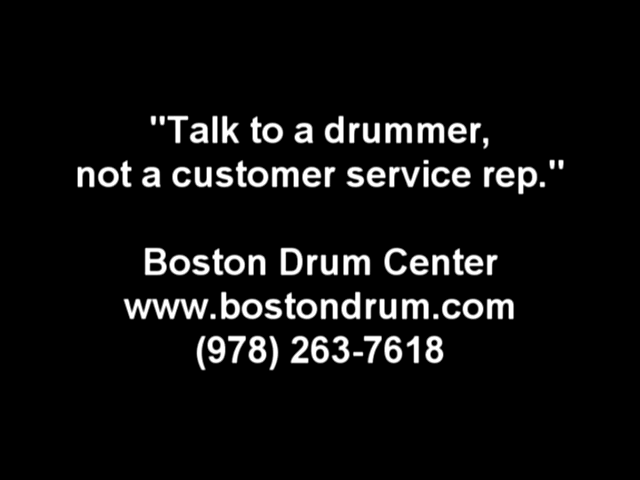 "Talk to a drummer,
not a customer service rep."
Boston Drum Center
www.bostondrum.com
(978) 263-7618